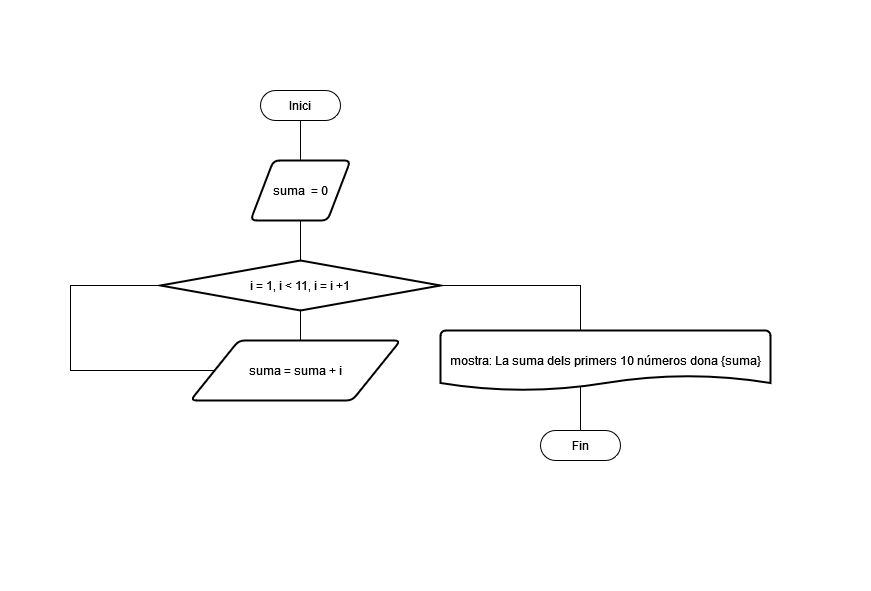 Inici
suma = 0
i = 1, i < 11, i = i +1
suma = suma + i
mostra: La suma dels primers 10 números dona {suma}
Fin